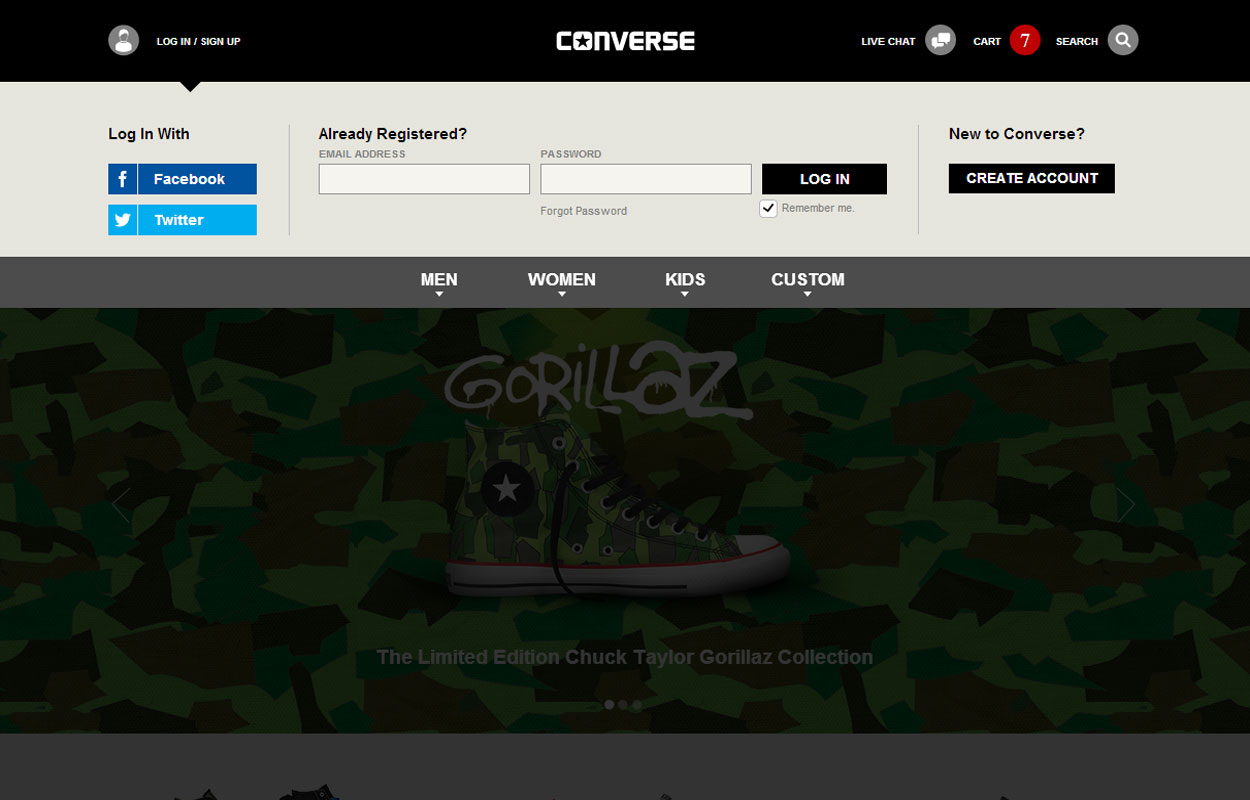 LOG IN / SIGN UP
CONVERSE
LIVE CHAT
CART 7
SEARCH
Log In With
Facebook
Twitter
Already Registered?
EMAIL ADDRESS
PASSWORD
LOG IN
Forgot Password
Remember me.
New to Converse?
CREATE ACCOUNT
MEN WOMEN KIDS CUSTOM
GORILLAZ
The Limited Edition Chuck Taylor Gorillaz Collection